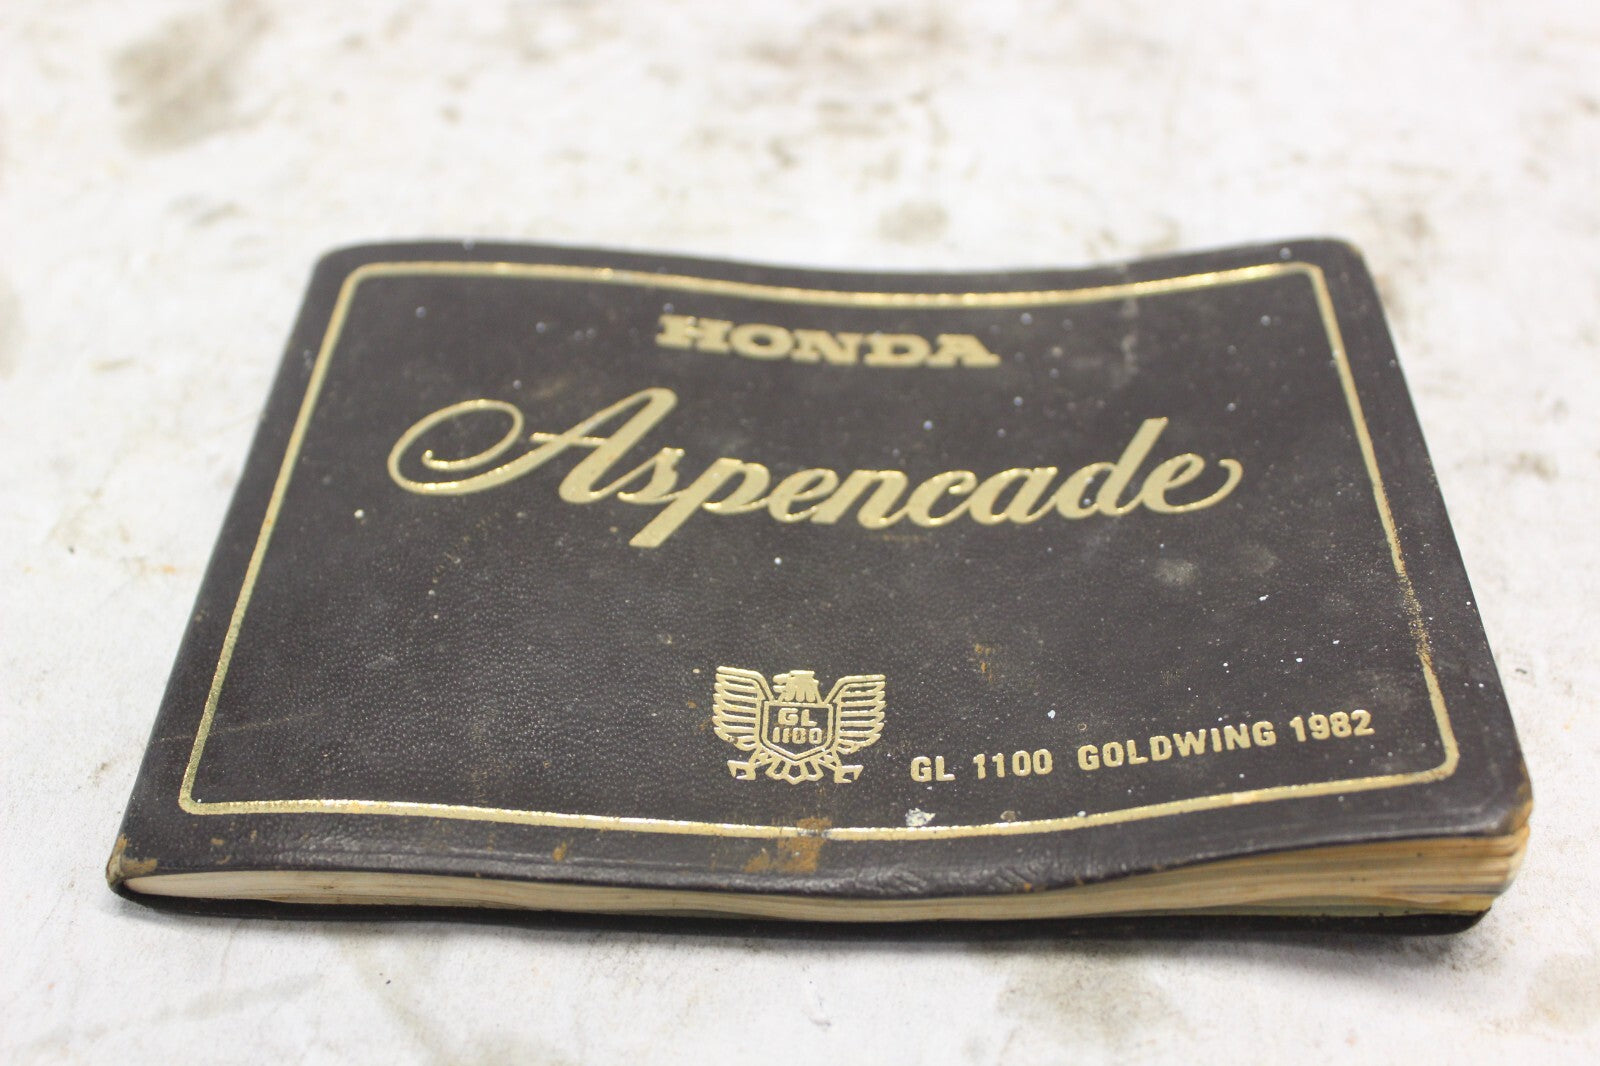 HONDA
Aspencade
GL
1100
GL 1100 GOLDWING 1982